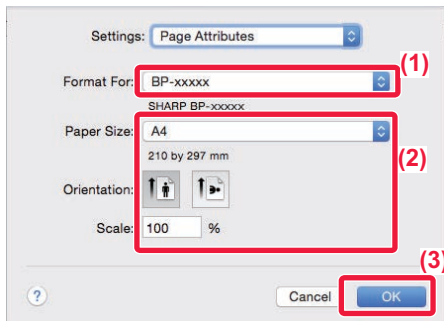 Settings: Page Attributes
(1)
Format For: BP-xxxxx
SHARP BP-xxxxx
Paper Size: A4
(2)
210 by 297 mm
Orientation:
Scale: 100 %
(3)
? Cancel OK